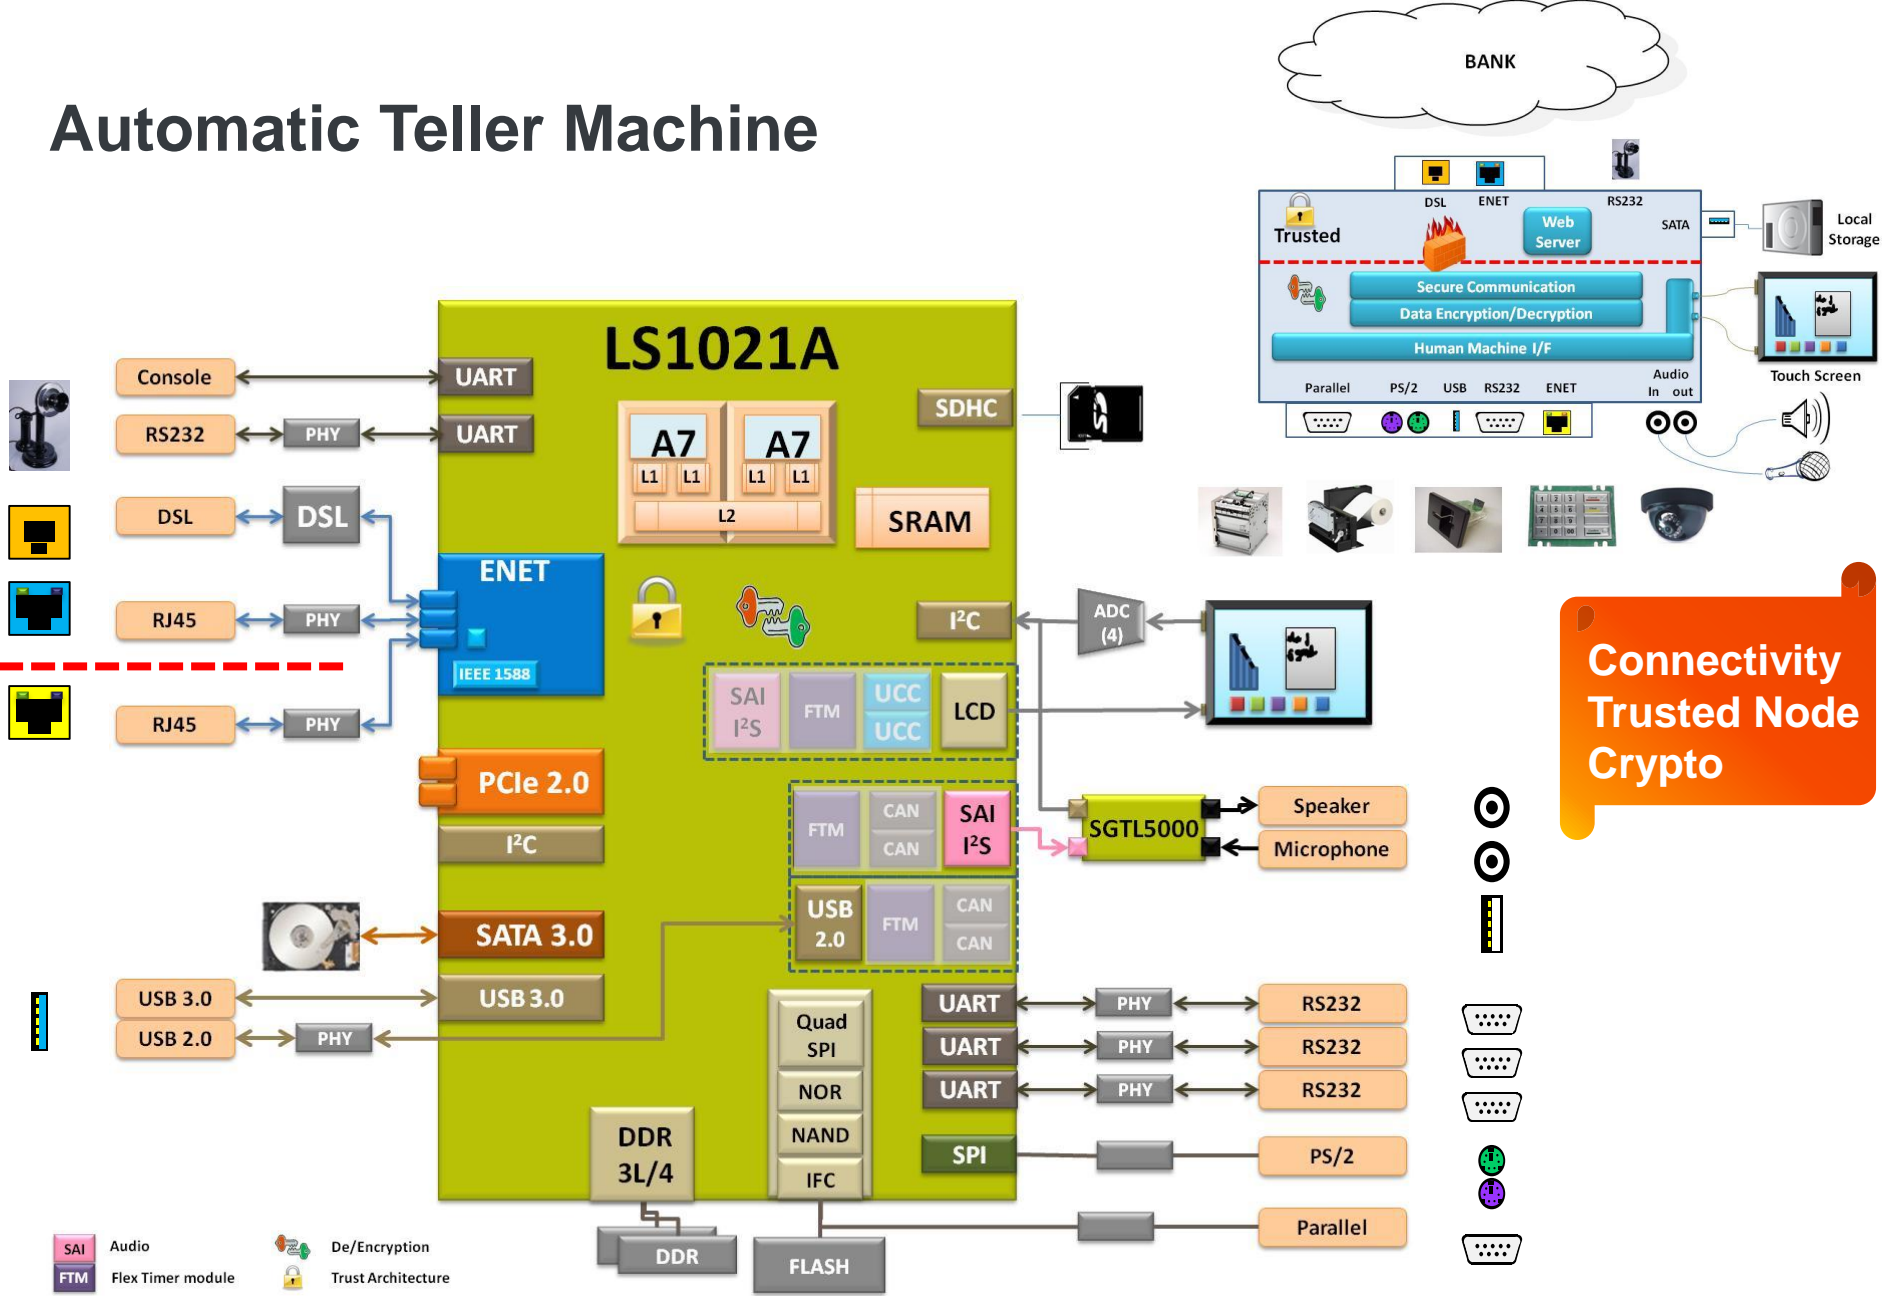 Automatic Teller Machine
BANK
DSL
ENET
RS232
SATA
Trusted
Web
Server
Local
Storage
Secure Communication
Data Encryption/Decryption
Human Machine I/F
Touch Screen
Parallel
PS/2
USB
RS232
ENET
Audio
In out
LS1021A
Console
UART
RS232
PHY
UART
SDHC
A7
A7
L1
L1
L1
L1
L2
SRAM
DSL
DSL
ENET
RJ45
PHY
IEEE 1588
RJ45
PHY
I²C
ADC
(4)
SAI
I²S
FTM
UCC
UCC
LCD
Connectivity
Trusted Node
Crypto
PCIe 2.0
I²C
FTM
CAN
CAN
SAI
I²S
SGTL5000
Speaker
Microphone
SATA 3.0
USB
2.0
FTM
CAN
CAN
USB 3.0
USB 3.0
USB 2.0
PHY
Quad
SPI
NOR
NAND
IFC
UART
PHY
RS232
UART
PHY
RS232
UART
PHY
RS232
SPI
PS/2
DDR
3L/4
Parallel
DDR
FLASH
SAI
Audio
De/Encryption
FTM
Flex Timer module
Trust Architecture